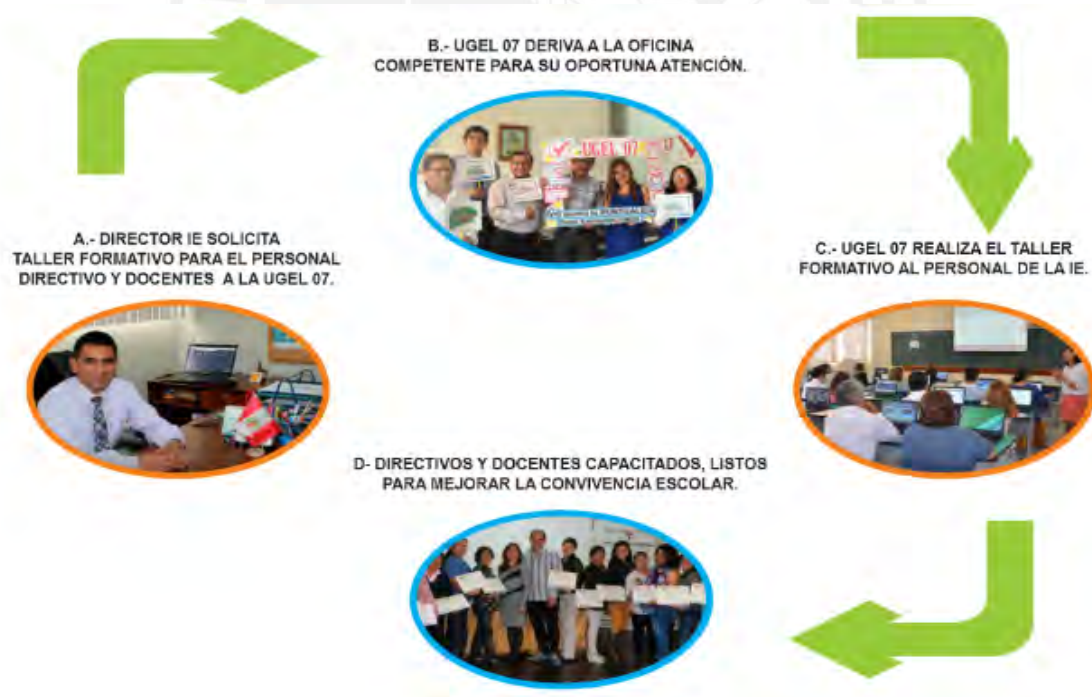 B.- UGEL 07 DERIVA A LA OFICINA
COMPETENTE PARA SU OPORTUNA ATENCIÓN.
UGEL 07
A.- DIRECTOR IE SOLICITA
TALLER FORMATIVO PARA EL PERSONAL
DIRECTIVO Y DOCENTES A LA UGEL 07.
C.- UGEL 07 REALIZA EL TALLER
FORMATIVO AL PERSONAL DE LA IE.
D- DIRECTIVOS Y DOCENTES CAPACITADOS, LISTOS
PARA MEJORAR LA CONVIVENCIA ESCOLAR.